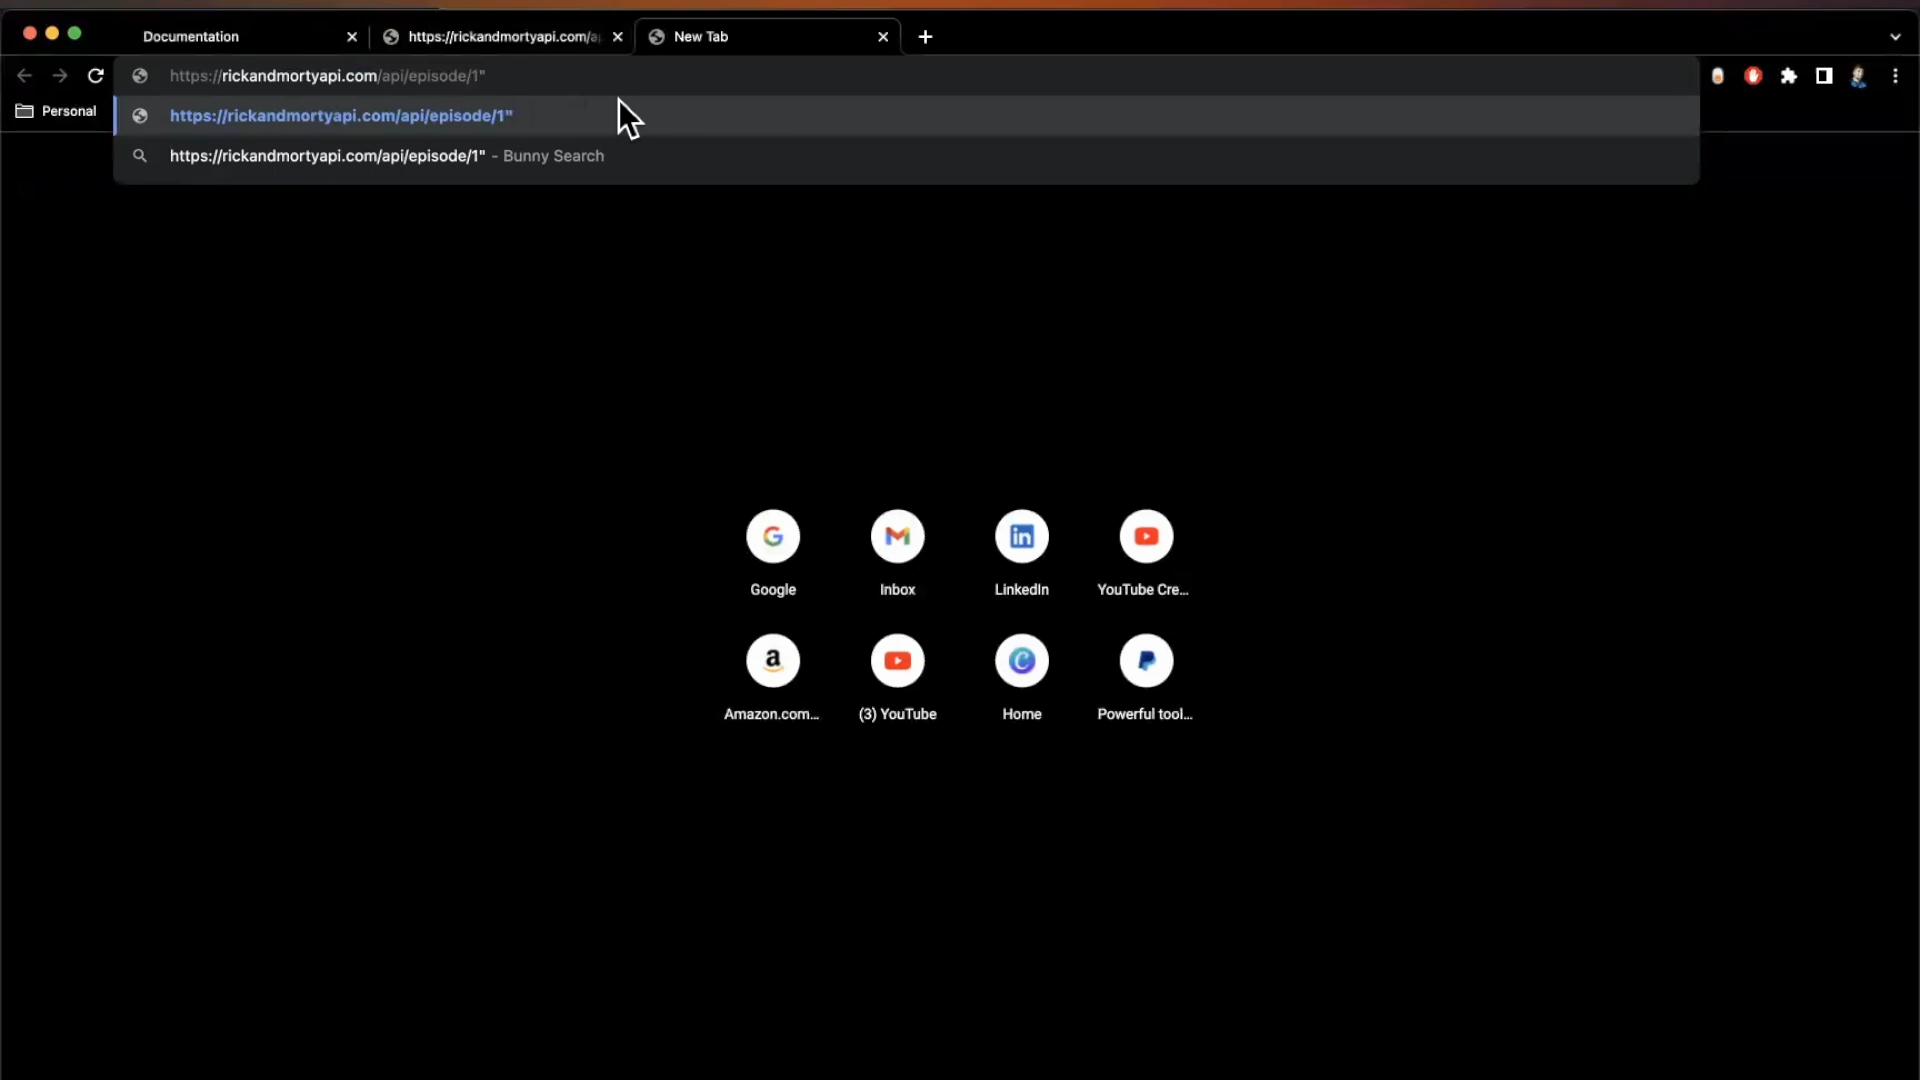 Documentation
https://rickandmortyapi.com/a
New Tab
https://rickandmortyapi.com/api/episode/1"
Personal
https://rickandmortyapi.com/api/episode/1"
https://rickandmortyapi.com/api/episode/1" - Bunny Search
Google
Inbox
LinkedIn
YouTube Cre...
Amazon.com...
(3) YouTube
Home
Powerful tool...